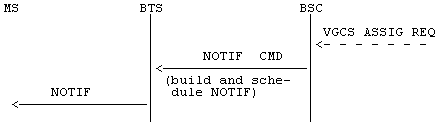 MS BTS BSC
VGCS ASSIG REQ
NOTIF CMD
(build and sche-
dule NOTIF)
NOTIF